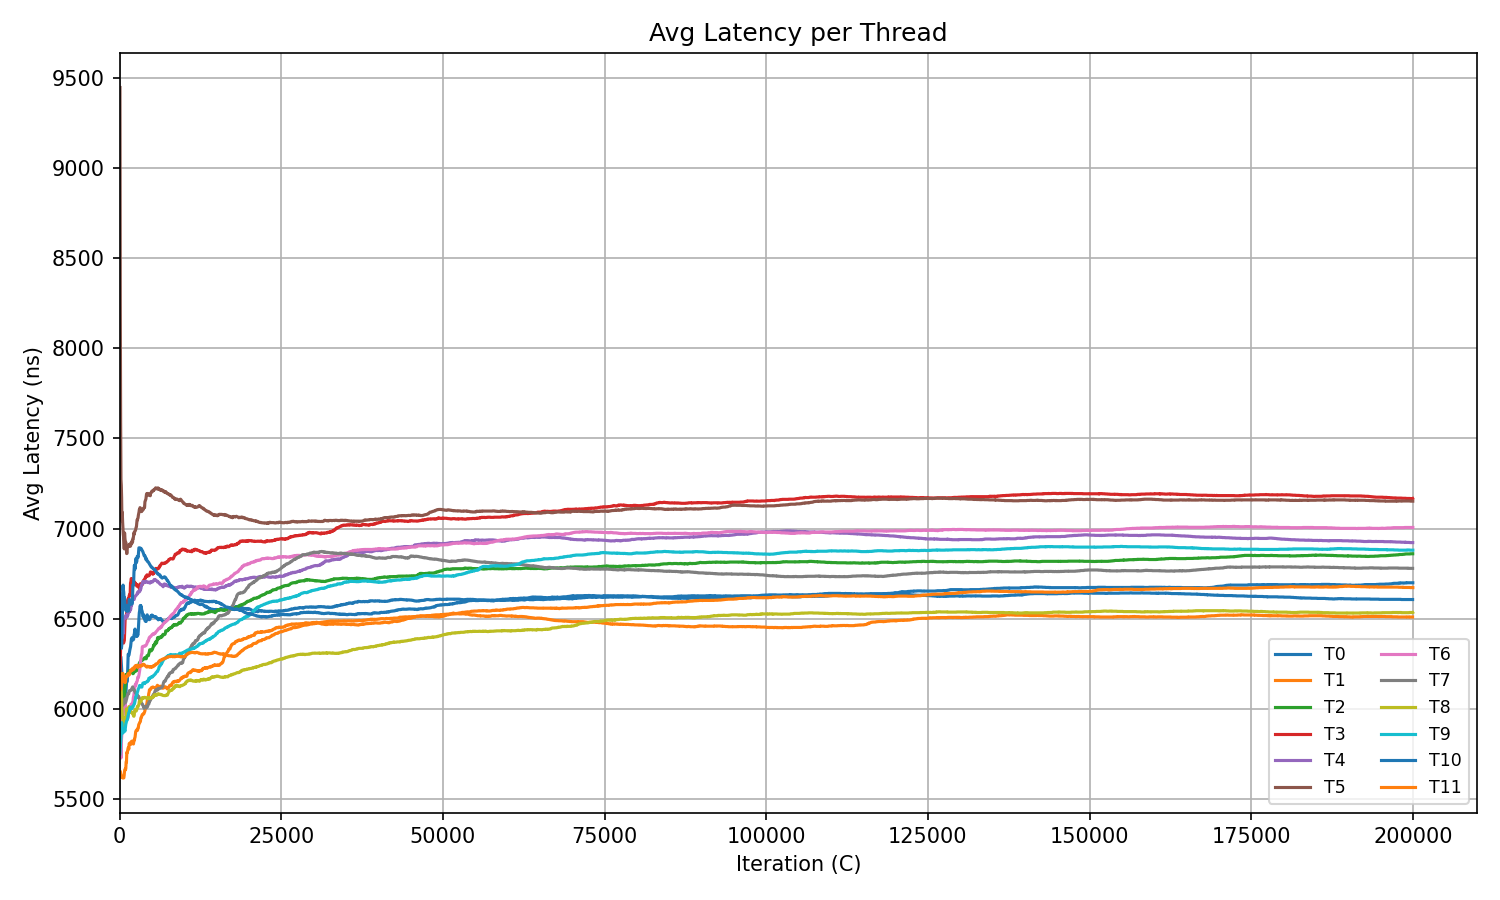 Avg Latency per Thread
Avg Latency (ns)
9500
9000
8500
8000
7500
7000
6500
6000
5500
0 25000 50000 75000 100000 125000 150000 175000 200000
Iteration (C)
T0 T6
T1 T7
T2 T8
T3 T9
T4 T10
T5 T11